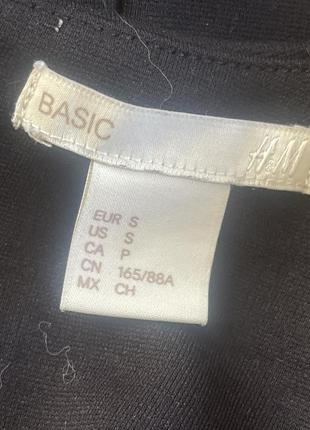 BASIC
H&M
EUR S
US S
CA P
CN 165/88A
MX CH